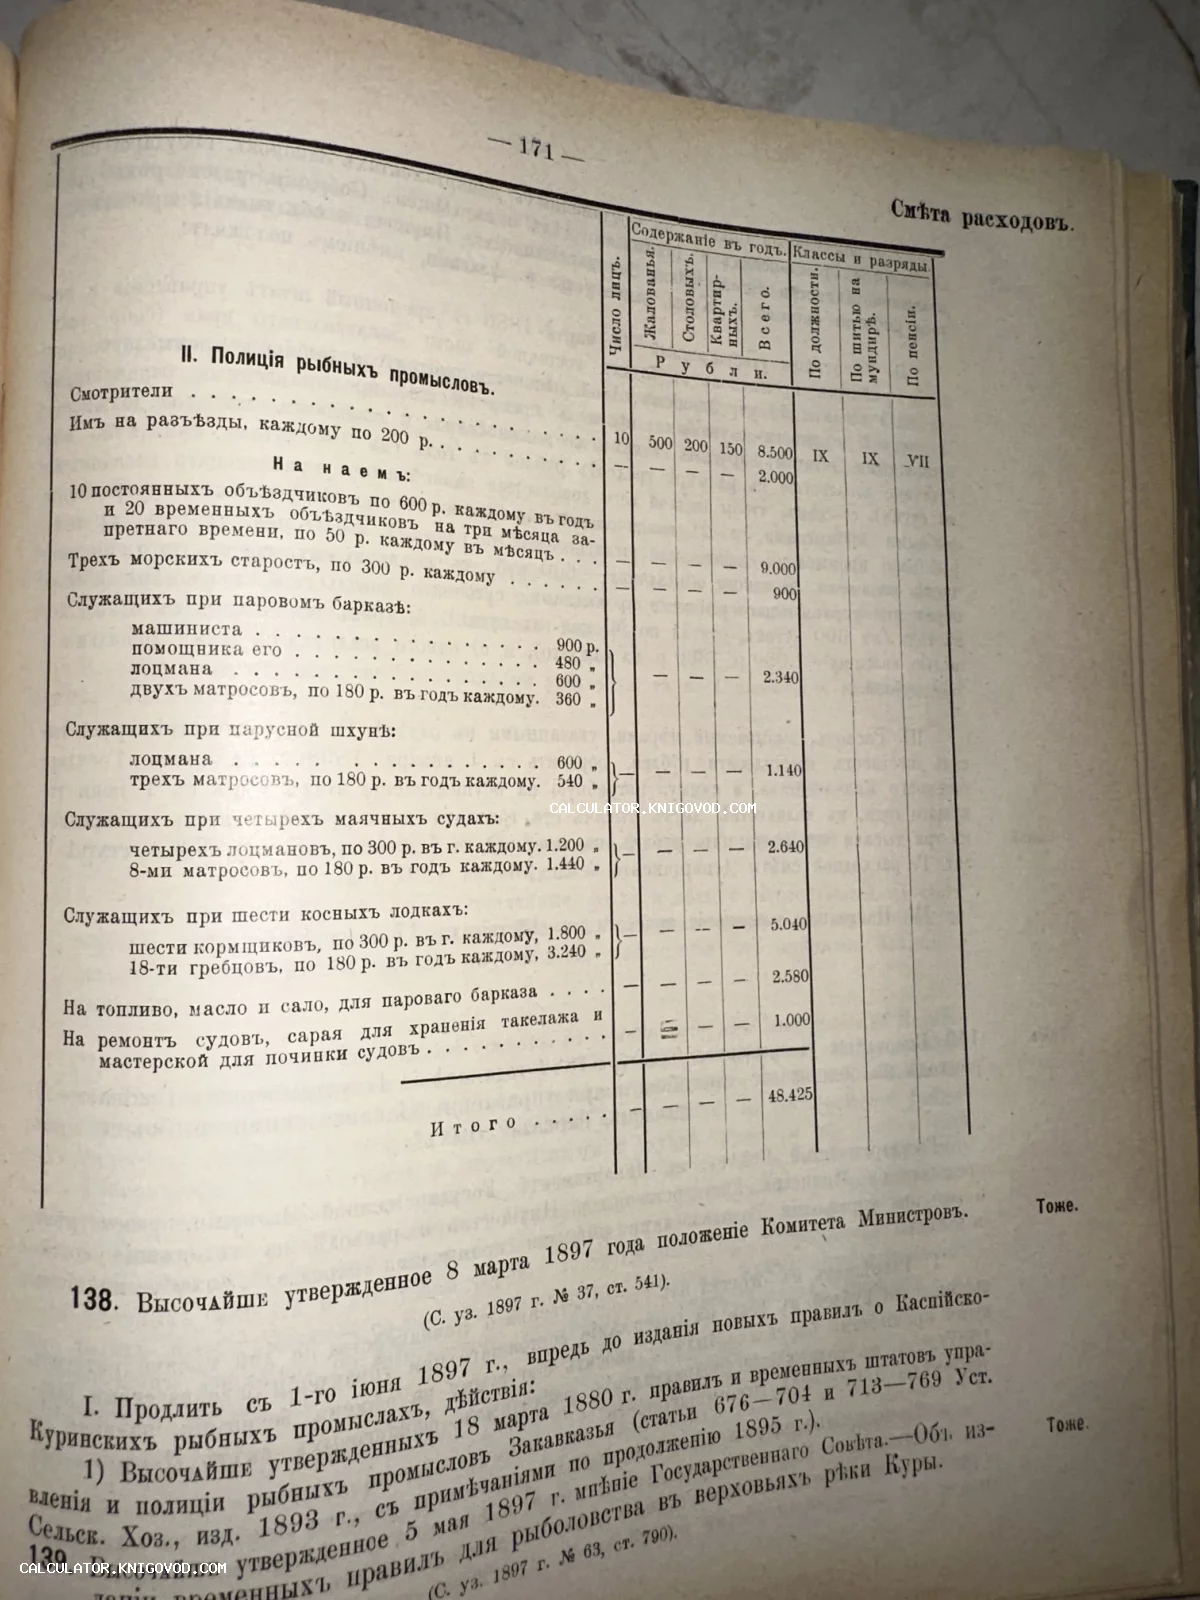 — 171 —
Смѣта расходовъ.
Число лицъ.
Содержаніе въ годъ.
Классы и разряды.
Жалованья.
Столовыхъ.
Квартир-
ныхъ.
Всего.
По должности.
По шитью на
мундирѣ.
По пенсіи.
Рубли.
II. Полиція рыбныхъ промысловъ.
Смотрители . . . . . . . . . . . . . . . . . 10 500 200 150 8.500 IX IX VII
Имъ на разъѣзды, каждому по 200 р. . . . . . . . . . — — — — 2.000
На наемъ:
10 постоянныхъ объѣздчиковъ по 600 р. каждому въ годъ
и 20 временныхъ объѣздчиковъ на три мѣсяца за-
претнаго времени, по 50 р. каждому въ мѣсяцъ . . . — — — — 9.000
Трехъ морскихъ старостъ, по 300 р. каждому . . . . . . — — — — 900
Служащихъ при паровомъ барказѣ:
машиниста . . . . . . . . . . . . . . . 900 р.
помощника его . . . . . . . . . . . . . 480 „
лоцмана . . . . . . . . . . . . . . . . 600 „ — — — 2.340
двухъ матросовъ, по 180 р. въ годъ каждому. 360 „
Служащихъ при парусной шхунѣ:
лоцмана . . . . . . . . . . . . . . . . 600 „
трехъ матросовъ, по 180 р. въ годъ каждому. 540 „ — — — — 1.140
CALCULATOR.KNIGOVOD.COM
Служащихъ при четырехъ маячныхъ судахъ:
четырехъ лоцмановъ, по 300 р. въ г. каждому. 1.200 „ — — — — 2.640
8-ми матросовъ, по 180 р. въ годъ каждому. 1.440 „
Служащихъ при шести косныхъ лодкахъ:
шести кормщиковъ, по 300 р. въ г. каждому, 1.800 „ — — — — 5.040
18-ти гребцовъ, по 180 р. въ годъ каждому, 3.240 „
На топливо, масло и сало, для пароваго барказа . . . . — — — — 2.580
На ремонтъ судовъ, сарая для храненія такелажа и
мастерской для починки судовъ . . . . . . . . . . — — — 1.000
Итого . . . . . — — — — 48.425
138. Высочайше утвержденное 8 марта 1897 года положеніе Комитета Министровъ.
Тоже.
(С. уз. 1897 г. № 37, ст. 541).
I. Продлить съ 1-го іюня 1897 г., впредь до изданія новыхъ правилъ о Каспійско-
Куринскихъ рыбныхъ промыслахъ, дѣйствія:
1) Высочайше утвержденныхъ 18 марта 1880 г. правилъ и временныхъ штатовъ упра-
вленія и полиціи рыбныхъ промысловъ Закавказья (статьи 676—704 и 713—769 Уст.
Сельск. Хоз., изд. 1893 г., съ примѣчаніями по продолженію 1895 г.).
139. Высочайше утвержденное 5 мая 1897 г. мнѣніе Государственнаго Совѣта.—Объ из-
Тоже.
CALCULATOR.KNIGOVOD.COM
даніи временныхъ правилъ для рыболовства въ верховьяхъ рѣки Куры.
(С. уз. 1897 г. № 63, ст. 790).